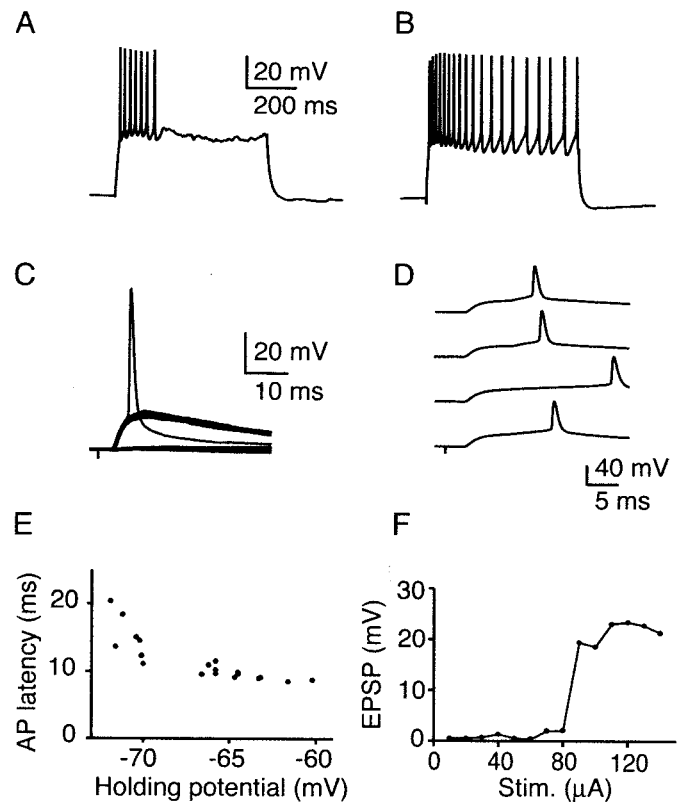 A
20 mV
200 ms
B
C
20 mV
10 ms
D
40 mV
5 ms
E
AP latency (ms)
20
10
0
-70
-65
-60
Holding potential (mV)
F
EPSP (mV)
30
20
10
0
0
40
80
120
Stim. (μA)